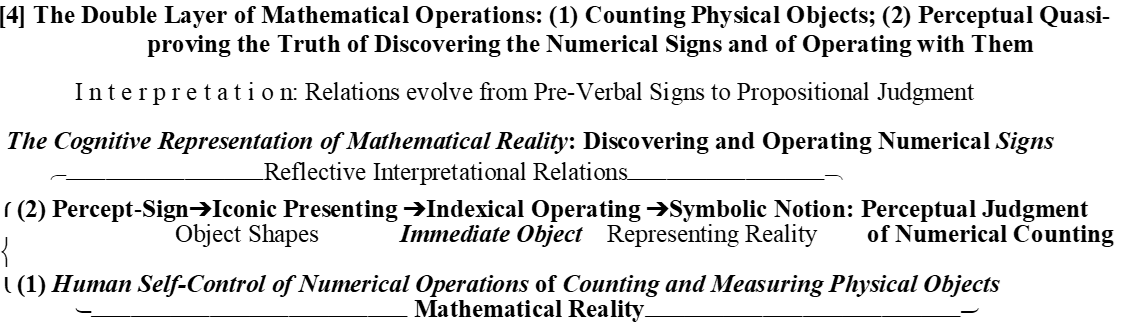 [4] The Double Layer of Mathematical Operations: (1) Counting Physical Objects; (2) Perceptual Quasi-
proving the Truth of Discovering the Numerical Signs and of Operating with Them
I n t e r p r e t a t i o n: Relations evolve from Pre-Verbal Signs to Propositional Judgment
The Cognitive Representation of Mathematical Reality: Discovering and Operating Numerical Signs
Reflective Interpretational Relations
(2) Percept-Sign➔Iconic Presenting ➔Indexical Operating ➔Symbolic Notion: Perceptual Judgment
Object Shapes Immediate Object Representing Reality of Numerical Counting
(1) Human Self-Control of Numerical Operations of Counting and Measuring Physical Objects
Mathematical Reality